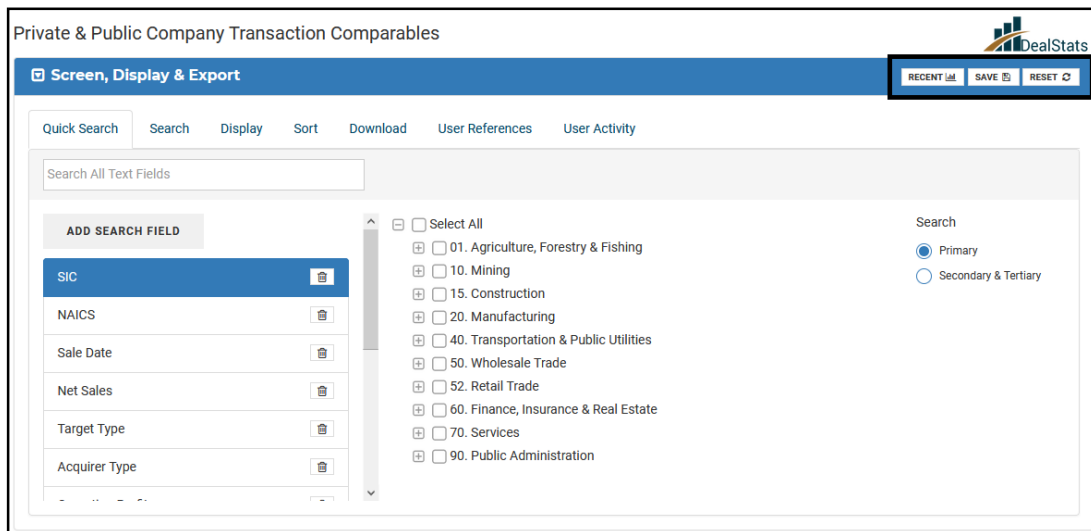 Private & Public Company Transaction Comparables
DealStats
Screen, Display & Export
RECENT SAVE RESET
Quick Search Search Display Sort Download User References User Activity
Search All Text Fields
ADD SEARCH FIELD
SIC
NAICS
Sale Date
Net Sales
Target Type
Acquirer Type
Select All
01. Agriculture, Forestry & Fishing
10. Mining
15. Construction
20. Manufacturing
40. Transportation & Public Utilities
50. Wholesale Trade
52. Retail Trade
60. Finance, Insurance & Real Estate
70. Services
90. Public Administration
Search
Primary
Secondary & Tertiary